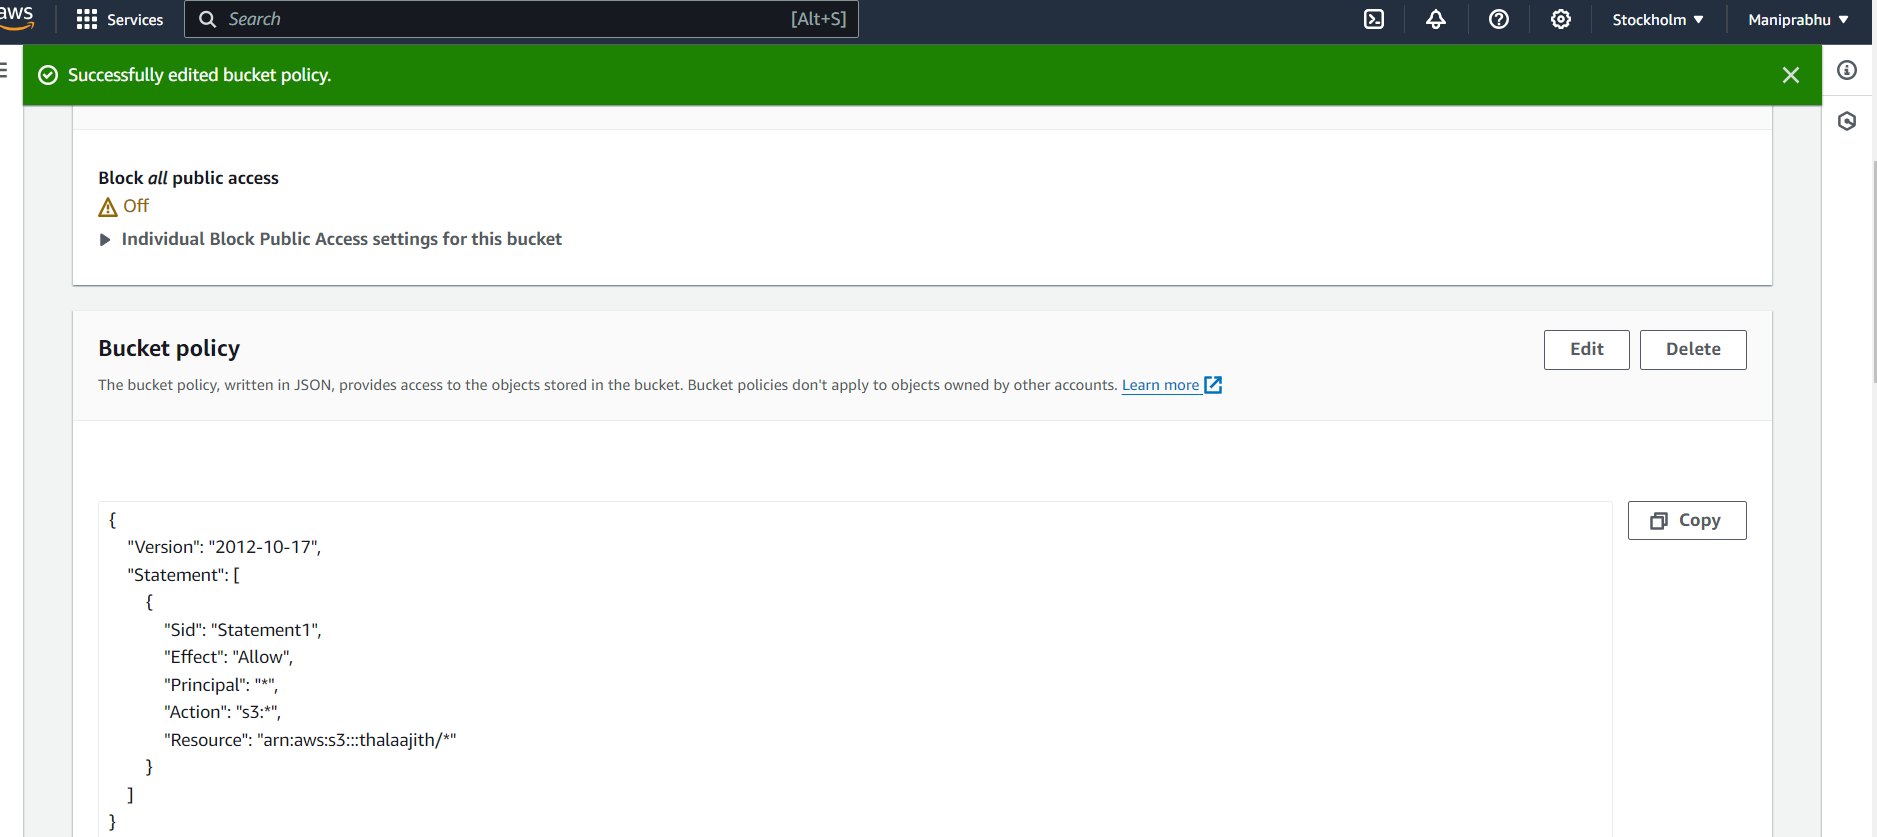 aws
Services
Search
[Alt+S]
Stockholm
Maniprabhu
Successfully edited bucket policy.
Block all public access
Off
Individual Block Public Access settings for this bucket
Bucket policy
Edit
Delete
The bucket policy, written in JSON, provides access to the objects stored in the bucket. Bucket policies don't apply to objects owned by other accounts. Learn more
Copy
{
"Version": "2012-10-17",
"Statement": [
{
"Sid": "Statement1",
"Effect": "Allow",
"Principal": "*",
"Action": "s3:*",
"Resource": "arn:aws:s3:::thalaajith/*"
}
]
}